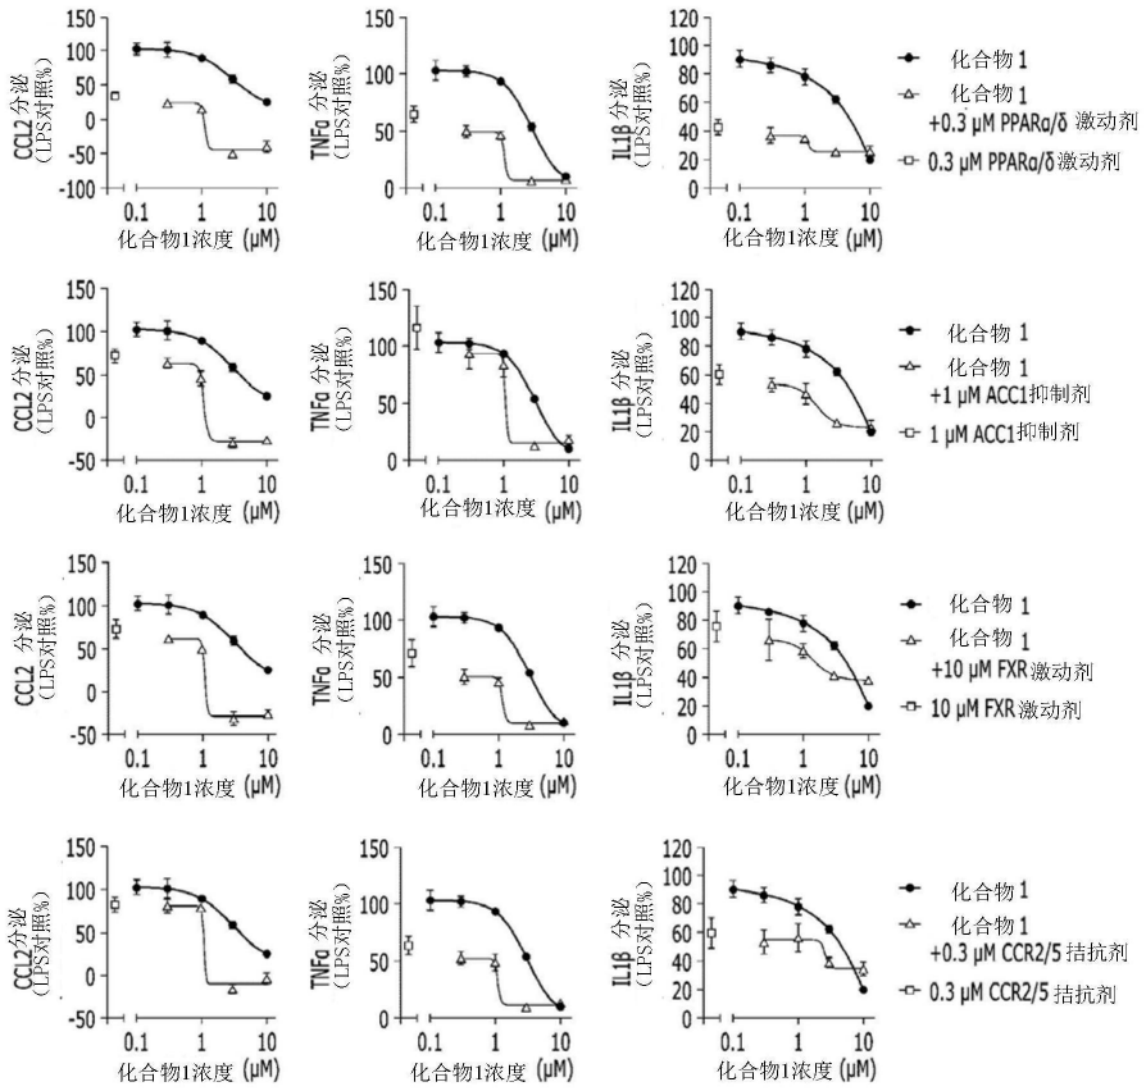 CCL2 分泌
（LPS对照%）
150
100
50
0
-50
-100
0.1 1 10
化合物1浓度 (μM)
TNFα 分泌
（LPS对照%）
150
100
50
0
0.1 1 10
化合物1浓度 (μM)
IL1β 分泌
（LPS对照%）
120
100
80
60
40
20
0
0.1 1 10
化合物1浓度 (μM)
化合物 1
化合物 1
+0.3 μM PPARα/δ 激动剂
0.3 μM PPARα/δ 激动剂
CCL2 分泌
（LPS对照%）
150
100
50
0
-50
0.1 1 10
化合物1浓度 (μM)
TNFα 分泌
（LPS对照%）
150
100
50
0
0.1 1 10
化合物1浓度 (μM)
IL1β 分泌
（LPS对照%）
120
100
80
60
40
20
0
0.1 1 10
化合物1浓度 (μM)
化合物 1
化合物 1
+1 μM ACC1抑制剂
1 μM ACC1抑制剂
CCL2 分泌
（LPS对照%）
150
100
50
0
-50
0.1 1 10
化合物1浓度 (μM)
TNFα 分泌
（LPS对照%）
150
100
50
0
0.1 1 10
化合物1浓度 (μM)
IL1β 分泌
（LPS对照%）
120
100
80
60
40
20
0
0.1 1 10
化合物1浓度 (μM)
化合物 1
化合物 1
+10 μM FXR 激动剂
10 μM FXR 激动剂
CCL2分泌
（LPS对照%）
150
100
50
0
-50
0.1 1 10
化合物1浓度 (μM)
TNFα 分泌
（LPS对照%）
150
100
50
0
0.1 1 10
化合物1浓度 (μM)
IL1β 分泌
（LPS对照%）
120
100
80
60
40
20
0
0.1 1 10
化合物1浓度 (μM)
化合物 1
化合物 1
+0.3 μM CCR2/5 拮抗剂
0.3 μM CCR2/5 拮抗剂